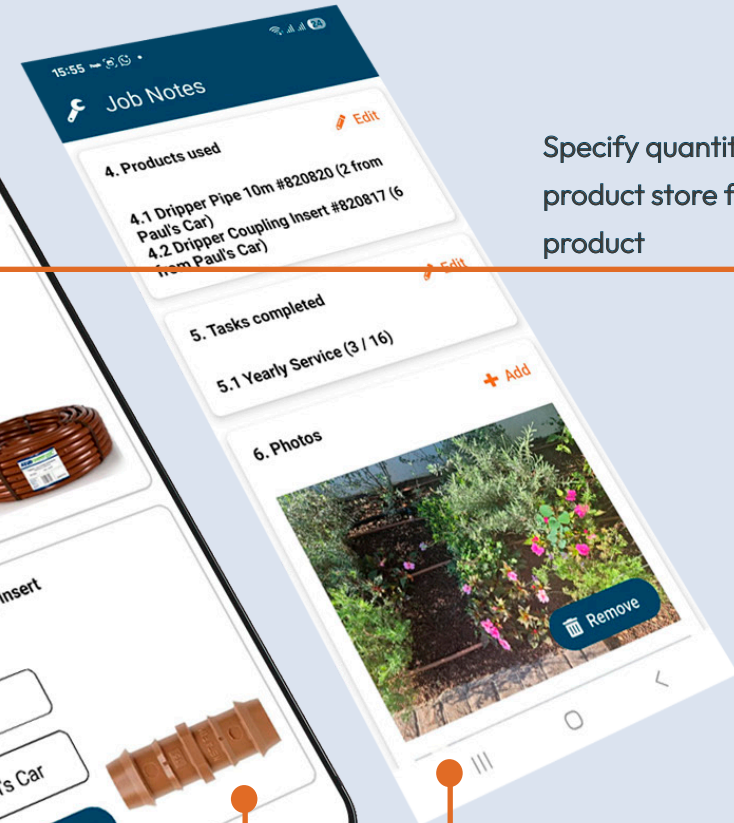 15:55
24
Job Notes
Edit
4. Products used
4.1 Dripper Pipe 10m #820820 (2 from
Paul's Car)
4.2 Dripper Coupling Insert #820817 (6
from Paul's Car)
Edit
5. Tasks completed
5.1 Yearly Service (3 / 16)
Add
6. Photos
Remove
Specify quantit
product store f
product
insert
l's Car